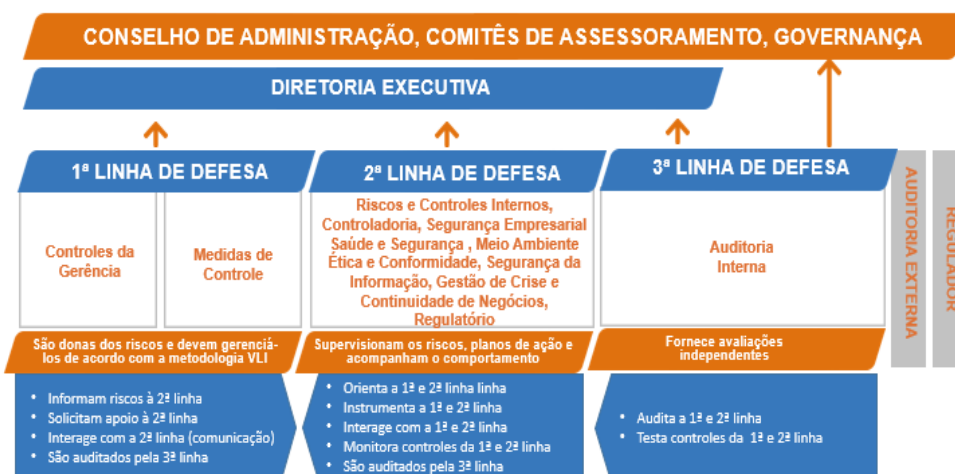 CONSELHO DE ADMINISTRAÇÃO, COMITÊS DE ASSESSORAMENTO, GOVERNANÇA
DIRETORIA EXECUTIVA
1ª LINHA DE DEFESA
Controles da
Gerência
Medidas de
Controle
São donas dos riscos e devem gerenciá-
los de acordo com a metodologia VLI
• Informam riscos à 2ª linha
• Solicitam apoio à 2ª linha
• Interage com a 2ª linha (comunicação)
• São auditados pela 3ª linha
2ª LINHA DE DEFESA
Riscos e Controles Internos,
Controladoria, Segurança Empresarial
Saúde e Segurança , Meio Ambiente
Ética e Conformidade, Segurança da
Informação, Gestão de Crise e
Continuidade de Negócios,
Regulatório
Supervisionam os riscos, planos de ação e
acompanham o comportamento
• Orienta a 1ª e 2ª linha linha
• Instrumenta a 1ª e 2ª linha
• Interage com a 1ª e 2ª linha
• Monitora controles da 1ª e 2ª linha
• São auditados pela 3ª linha
3ª LINHA DE DEFESA
Auditoria
Interna
Fornece avaliações
independentes
• Audita a 1ª e 2ª linha
• Testa controles da 1ª e 2ª linha
AUDITORIA EXTERNA
REGULADOR